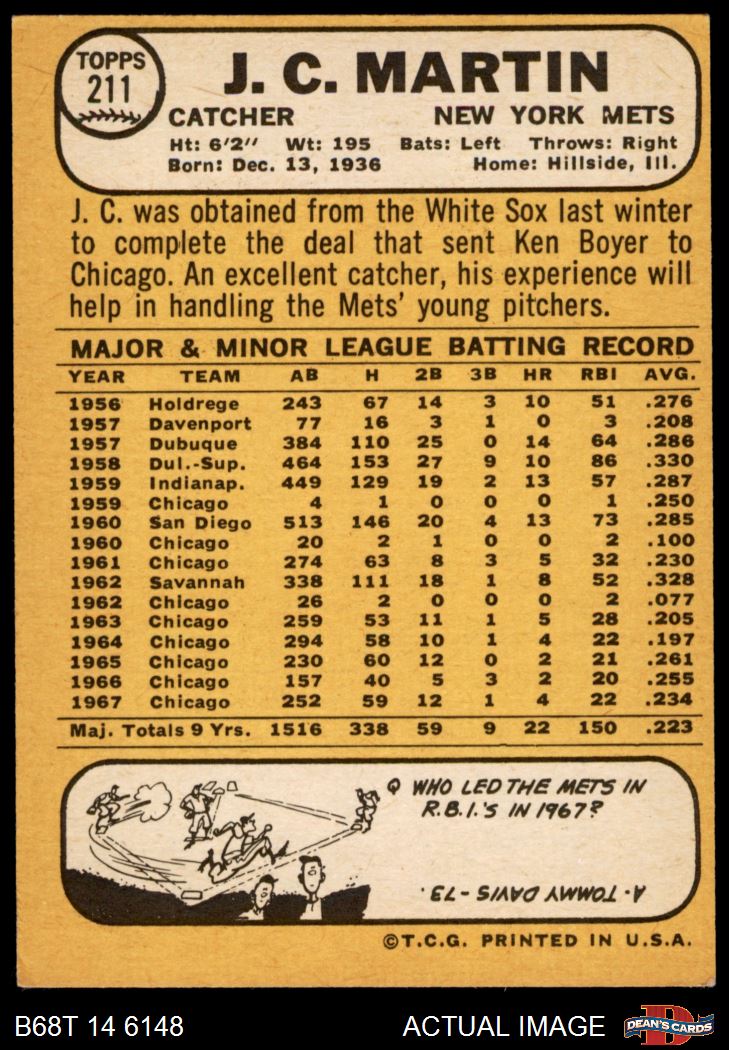 TOPPS
211
J. C. MARTIN
CATCHER NEW YORK METS
Ht: 6'2" Wt: 195 Bats: Left Throws: Right
Born: Dec. 13, 1936 Home: Hillside, Ill.
J. C. was obtained from the White Sox last winter
to complete the deal that sent Ken Boyer to
Chicago. An excellent catcher, his experience will
help in handling the Mets' young pitchers.
MAJOR & MINOR LEAGUE BATTING RECORD
YEAR TEAM AB H 2B 3B HR RBI AVG.
1956 Holdrege 243 67 14 3 10 51 .276
1957 Davenport 77 16 3 1 0 3 .208
1957 Dubuque 384 110 25 0 14 64 .286
1958 Dul.-Sup. 464 153 27 9 10 86 .330
1959 Indianap. 449 129 19 2 13 57 .287
1959 Chicago 4 1 0 0 0 1 .250
1960 San Diego 513 146 20 4 13 73 .285
1960 Chicago 20 2 1 0 0 2 .100
1961 Chicago 274 63 8 3 5 32 .230
1962 Savannah 338 111 18 1 8 52 .328
1962 Chicago 26 2 0 0 0 2 .077
1963 Chicago 259 53 11 1 5 28 .205
1964 Chicago 294 58 10 1 4 22 .197
1965 Chicago 230 60 12 0 2 21 .261
1966 Chicago 157 40 5 3 2 20 .255
1967 Chicago 252 59 12 1 4 22 .234
Maj. Totals 9 Yrs. 1516 338 59 9 22 150 .223
Q WHO LED THE METS IN
R.B.I.'S IN 1967?
A-TOMMY DAVIS-73.
©T.C.G. PRINTED IN U.S.A.
B68T 14 6148 ACTUAL IMAGE
DEAN'S CARDS